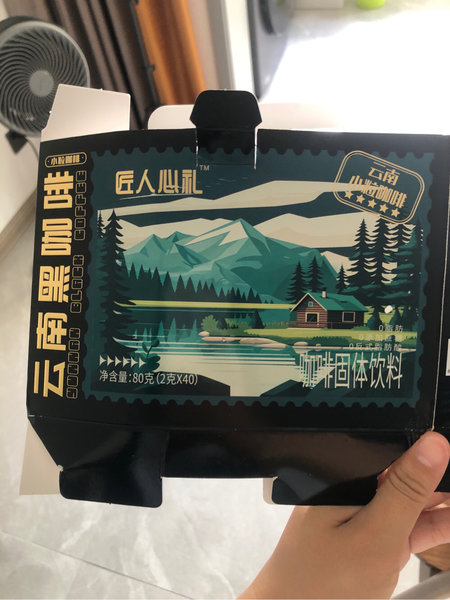 小粒咖啡
云南黑咖啡
YUNNAN BLACK COFFEE
匠人心礼™
云南
小粒咖啡
0脂肪
咖啡固体饮料
净含量:80克(2克X40)